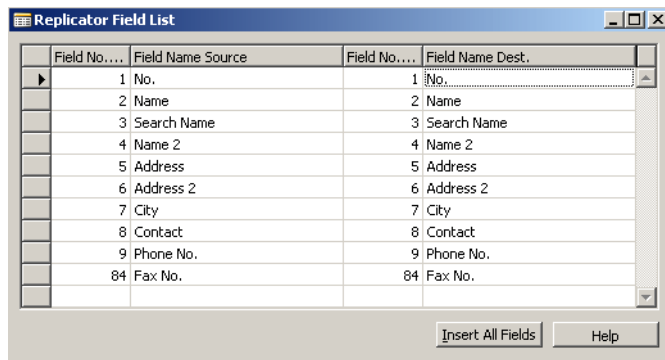 Replicator Field List
Field No.... Field Name Source Field No.... Field Name Dest.
1 No. 1 No.
2 Name 2 Name
3 Search Name 3 Search Name
4 Name 2 4 Name 2
5 Address 5 Address
6 Address 2 6 Address 2
7 City 7 City
8 Contact 8 Contact
9 Phone No. 9 Phone No.
84 Fax No. 84 Fax No.
Insert All Fields Help